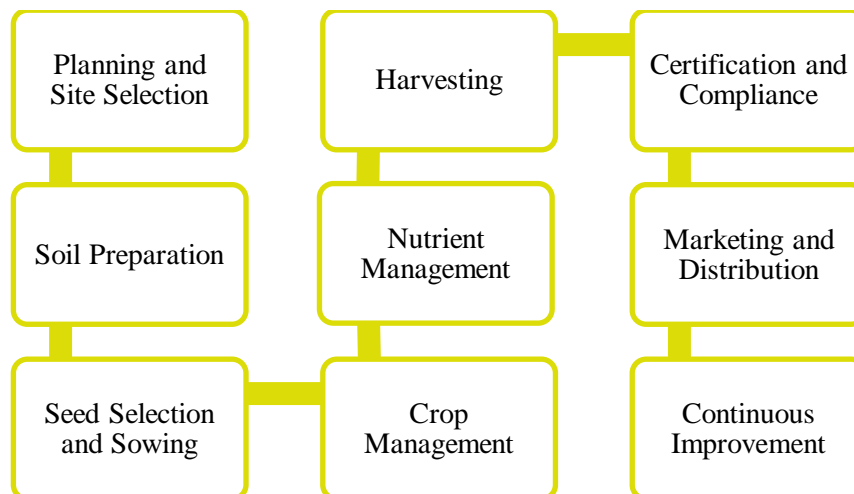 Planning and
Site Selection
Soil Preparation
Seed Selection
and Sowing
Crop
Management
Nutrient
Management
Harvesting
Certification and
Compliance
Marketing and
Distribution
Continuous
Improvement